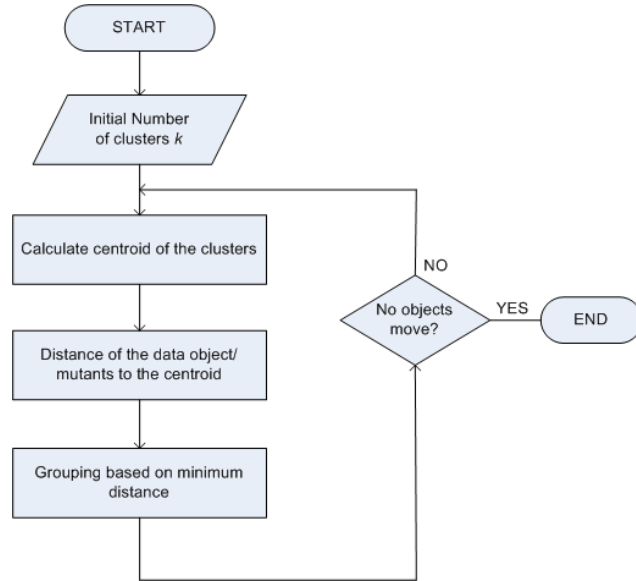 START
Initial Number
of clusters k
Calculate centroid of the clusters
Distance of the data object/
mutants to the centroid
Grouping based on minimum
distance
NO
No objects
move?
YES
END